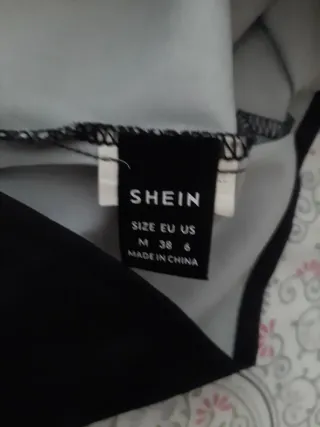 SHEIN
SIZE EU US
M 38 6
MADE IN CHINA